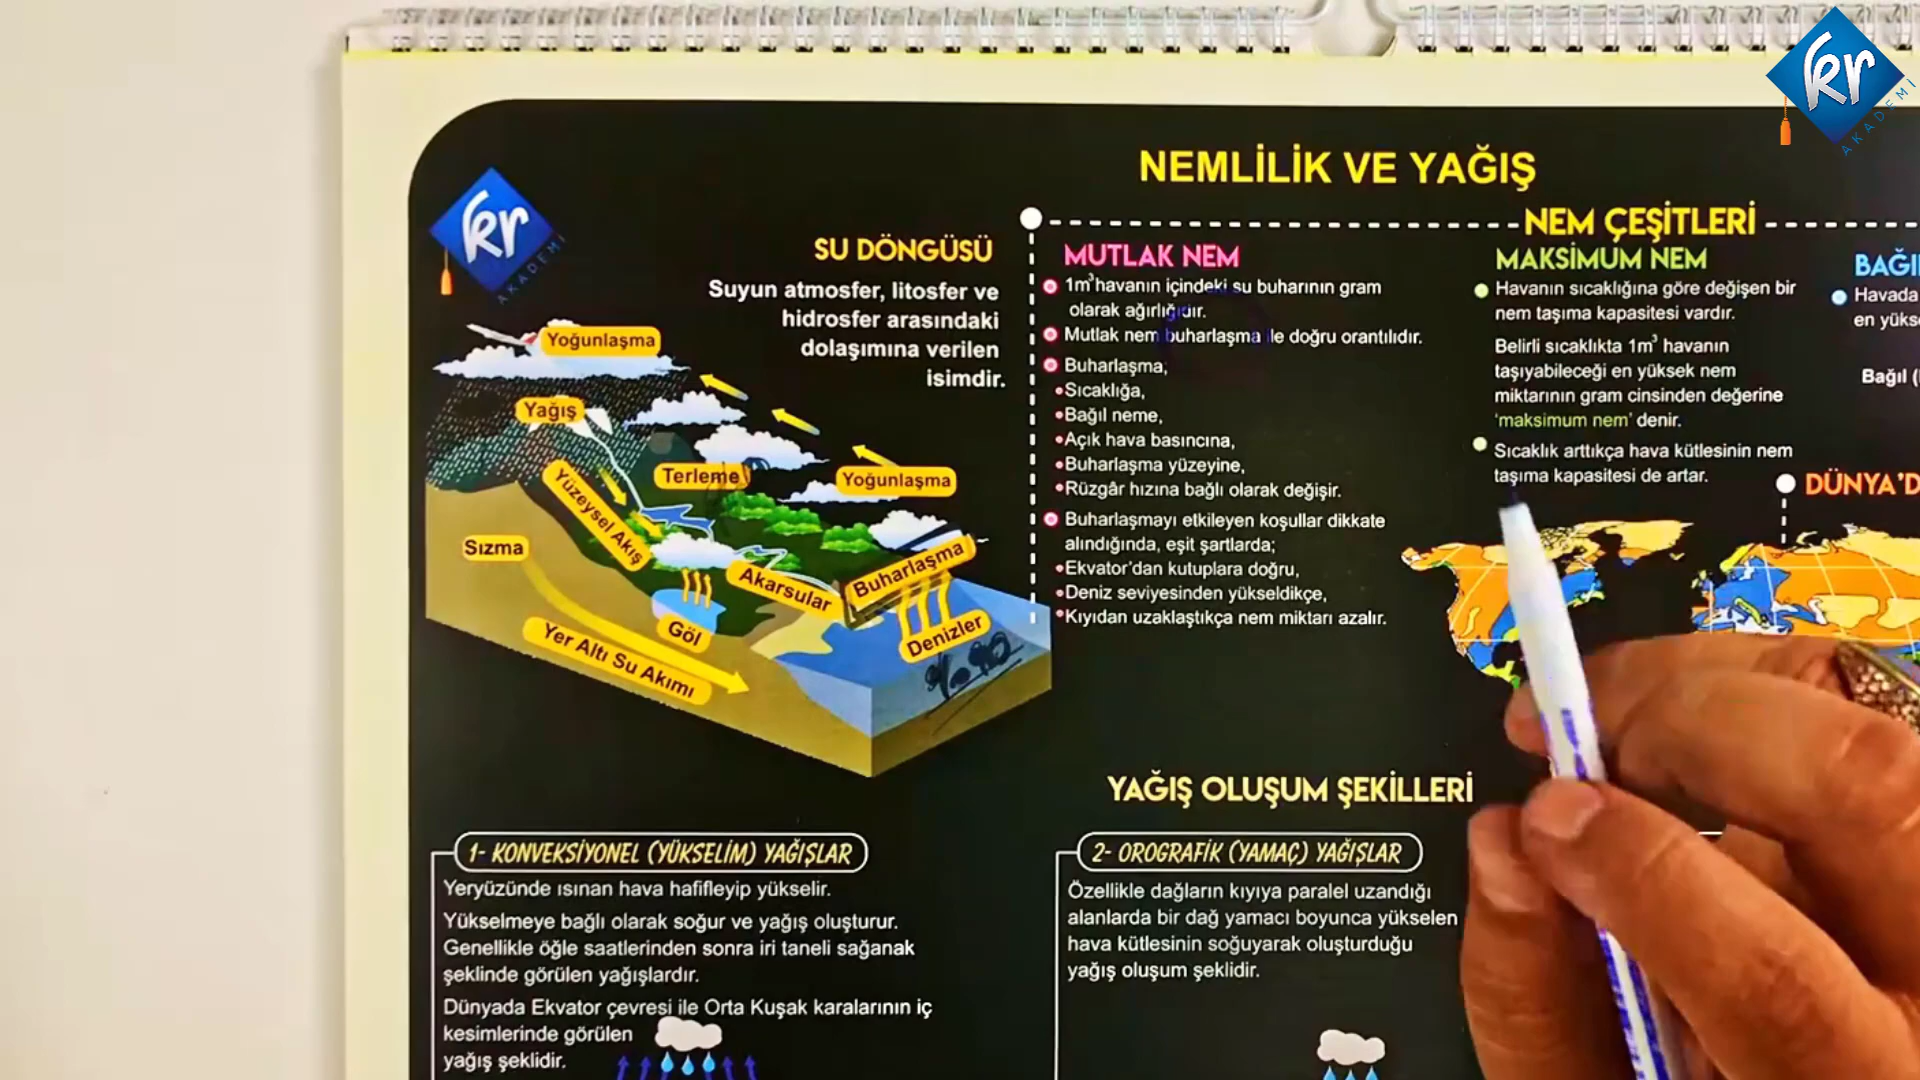 kr
AKADEMİ
NEMLİLİK VE YAĞIŞ
kr
AKADEMİ
SU DÖNGÜSÜ
Suyun atmosfer, litosfer ve
hidrosfer arasındaki
dolaşımına verilen
isimdir.
Yoğunlaşma
Yağış
Terleme
Yoğunlaşma
Yüzeysel Akış
Sızma
Akarsular
Buharlaşma
Göl
Denizler
Yer Altı Su Akımı
NEM ÇEŞİTLERİ
MUTLAK NEM
1m³ havanın içindeki su buharının gram
olarak ağırlığıdır.
Mutlak nem buharlaşma ile doğru orantılıdır.
Buharlaşma;
•Sıcaklığa,
•Bağıl neme,
•Açık hava basıncına,
•Buharlaşma yüzeyine,
•Rüzgâr hızına bağlı olarak değişir.
Buharlaşmayı etkileyen koşullar dikkate
alındığında, eşit şartlarda;
•Ekvator’dan kutuplara doğru,
•Deniz seviyesinden yükseldikçe,
•Kıyıdan uzaklaştıkça nem miktarı azalır.
MAKSİMUM NEM
Havanın sıcaklığına göre değişen bir
nem taşıma kapasitesi vardır.
Belirli sıcaklıkta 1m³ havanın
taşıyabileceği en yüksek nem
miktarının gram cinsinden değerine
‘maksimum nem’ denir.
Sıcaklık arttıkça hava kütlesinin nem
taşıma kapasitesi de artar.
BAĞI
Havada
en yüks
Bağıl (
DÜNYA’D
YAĞIŞ OLUŞUM ŞEKİLLERİ
1- KONVEKSİYONEL (YÜKSELİM) YAĞIŞLAR
Yeryüzünde ısınan hava hafifleyip yükselir.
Yükselmeye bağlı olarak soğur ve yağış oluşturur.
Genellikle öğle saatlerinden sonra iri taneli sağanak
şeklinde görülen yağışlardır.
Dünyada Ekvator çevresi ile Orta Kuşak karalarının iç
kesimlerinde görülen
yağış şeklidir.
2- OROGRAFİK (YAMAÇ) YAĞIŞLAR
Özellikle dağların kıyıya paralel uzandığı
alanlarda bir dağ yamacı boyunca yükselen
hava kütlesinin soğuyarak oluşturduğu
yağış oluşum şeklidir.